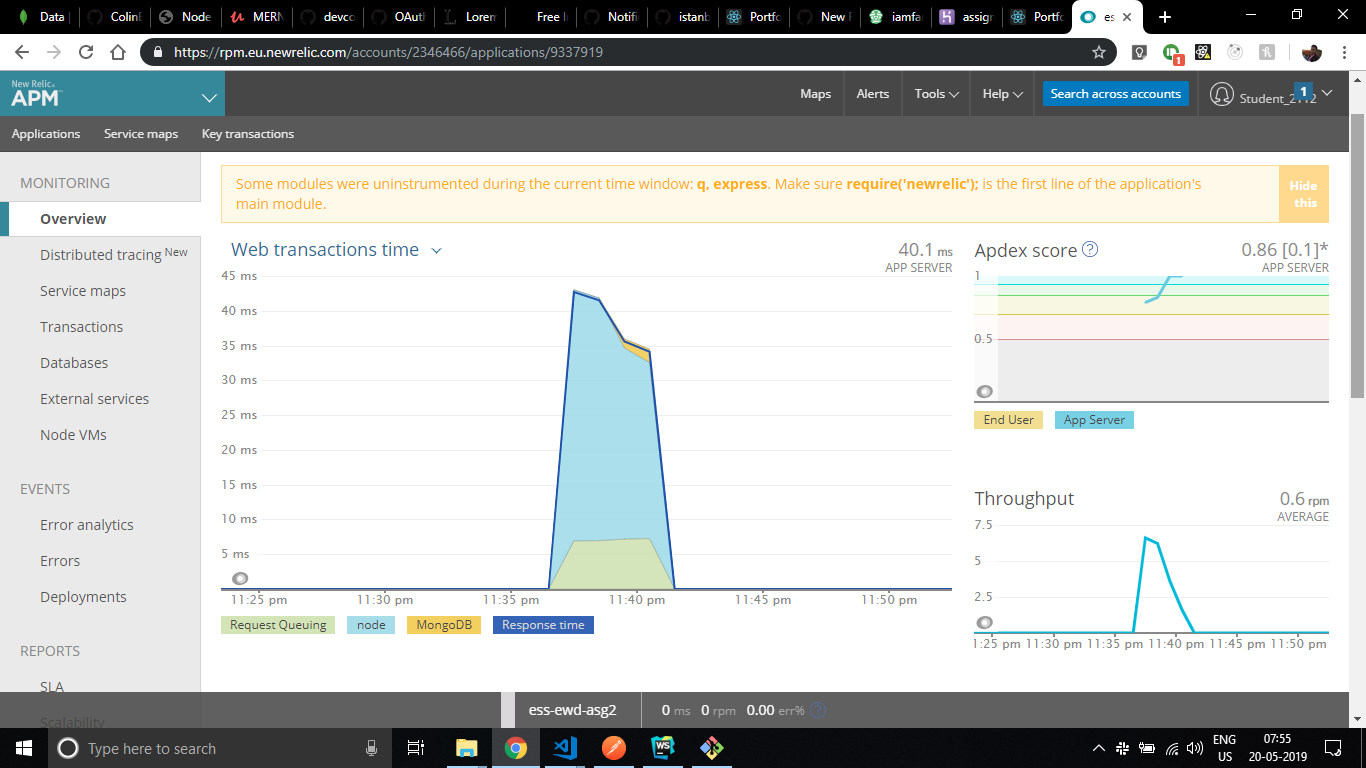 Data |
ColinE
Node
MERN
devco
OAuth
Lorem
Free I
Notifi
istanb
Portfo
New F
iamfa
assign
Portfo
es
https://rpm.eu.newrelic.com/accounts/2346466/applications/9337919
1
New Relic®
APM™
Maps
Alerts
Tools
Help
Search across accounts
Student_2112
1
Applications
Service maps
Key transactions
MONITORING
Overview
Distributed tracing New
Service maps
Transactions
Databases
External services
Node VMs
EVENTS
Error analytics
Errors
Deployments
REPORTS
SLA
Scalability
Some modules were uninstrumented during the current time window: q, express. Make sure require('newrelic'); is the first line of the application's
main module.
Hide
this
Web transactions time
40.1 ms
APP SERVER
45 ms
40 ms
35 ms
30 ms
25 ms
20 ms
15 ms
10 ms
5 ms
11:25 pm 11:30 pm 11:35 pm 11:40 pm 11:45 pm 11:50 pm
Request Queuing
node
MongoDB
Response time
Apdex score ?
0.86 [0.1]*
APP SERVER
1
0.5
End User
App Server
Throughput
0.6 rpm
AVERAGE
7.5
5
2.5
1:25 pm 11:30 pm 11:35 pm 11:40 pm 11:45 pm 11:50 pm
ess-ewd-asg2
0 ms 0 rpm 0.00 err% ?
Type here to search
WS
ENG
US
07:55
20-05-2019